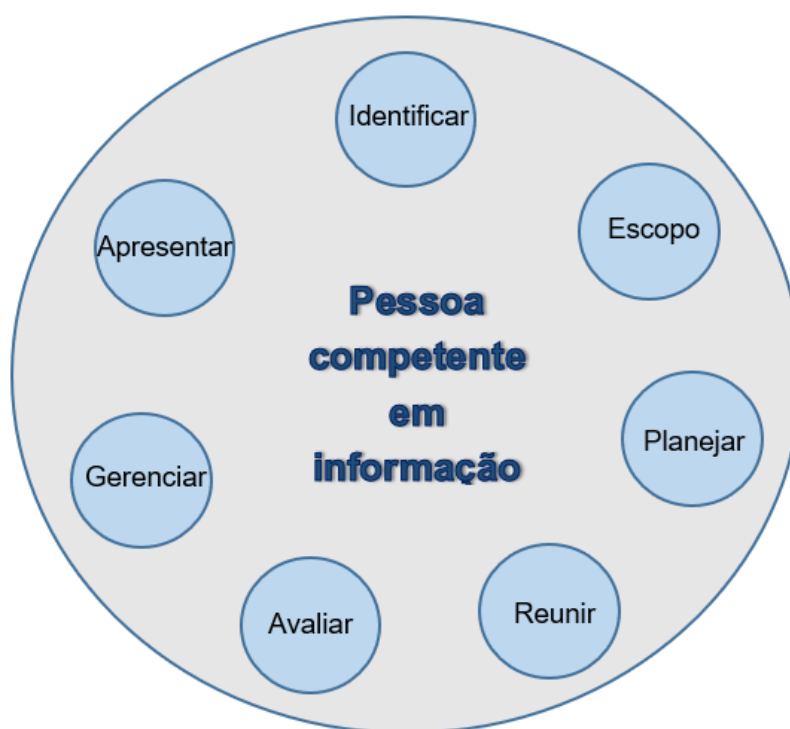 Identificar
Escopo
Apresentar
Pessoa
competente
em
informação
Planejar
Gerenciar
Reunir
Avaliar